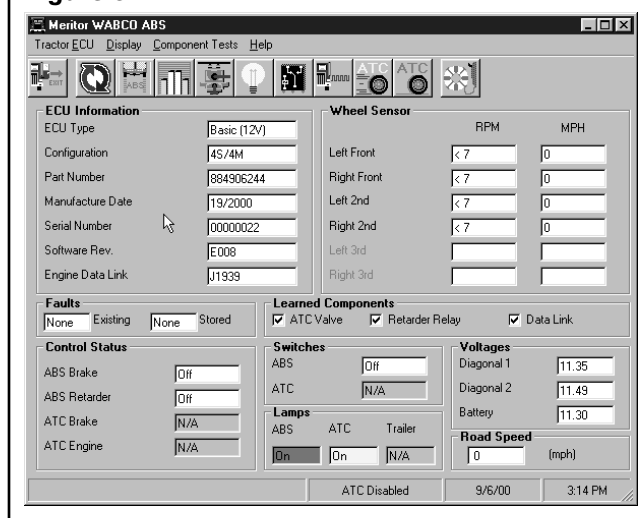 Meritor WABCO ABS
Tractor ECU Display Component Tests Help
EXIT ABS ATC ATC
ECU Information
ECU Type Basic (12V)
Configuration 4S/4M
Part Number 884906244
Manufacture Date 19/2000
Serial Number 00000022
Software Rev. E008
Engine Data Link J1939
Wheel Sensor
RPM MPH
Left Front < 7 0
Right Front < 7 0
Left 2nd < 7 0
Right 2nd < 7 0
Left 3rd
Right 3rd
Faults
None Existing None Stored
Learned Components
ATC Valve Retarder Relay Data Link
Control Status
ABS Brake Off
ABS Retarder Off
ATC Brake N/A
ATC Engine N/A
Switches
ABS Off
ATC N/A
Lamps
ABS ATC Trailer
On On N/A
Voltages
Diagonal 1 11.35
Diagonal 2 11.49
Battery 11.30
Road Speed
0 (mph)
ATC Disabled 9/6/00 3:14 PM